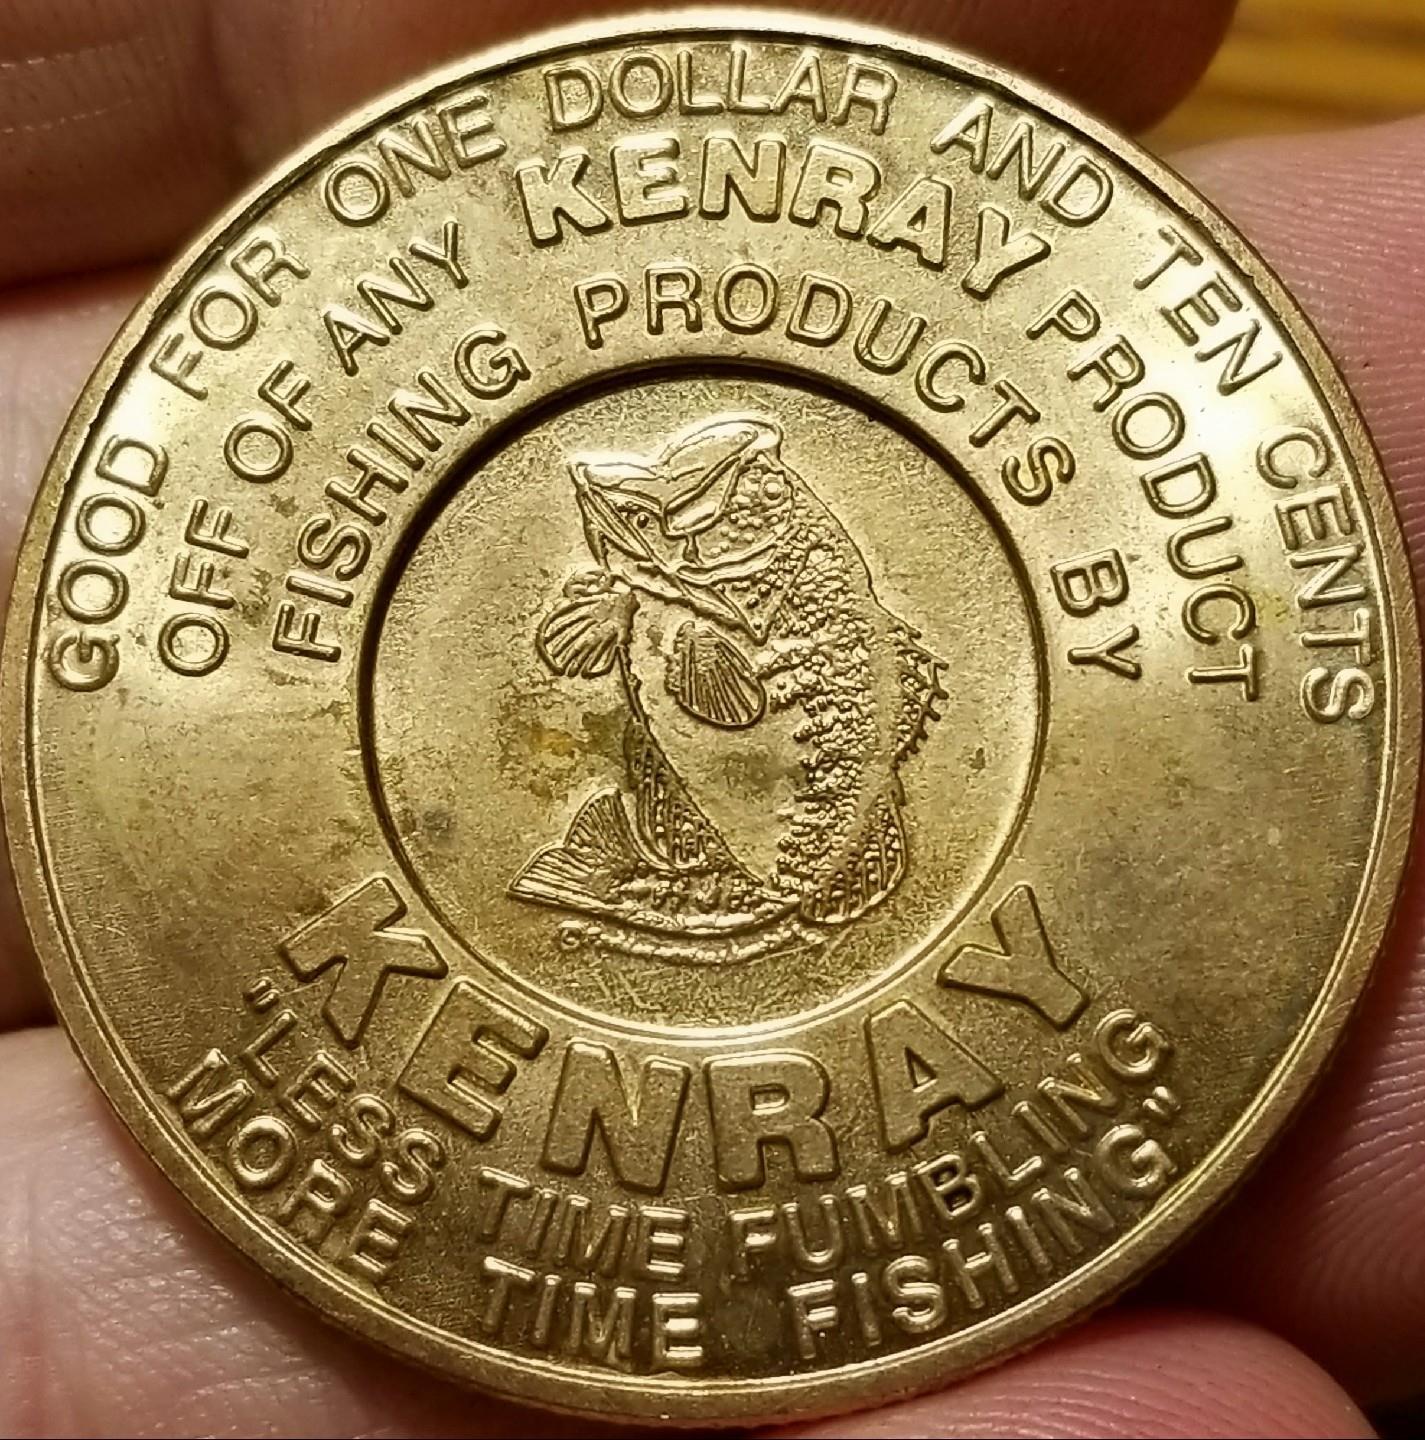 GOOD FOR ONE DOLLAR AND TEN CENTS
OFF OF ANY KENRAY PRODUCT
FISHING PRODUCTS BY
KENRAY
"LESS TIME FUMBLING
MORE TIME FISHING"